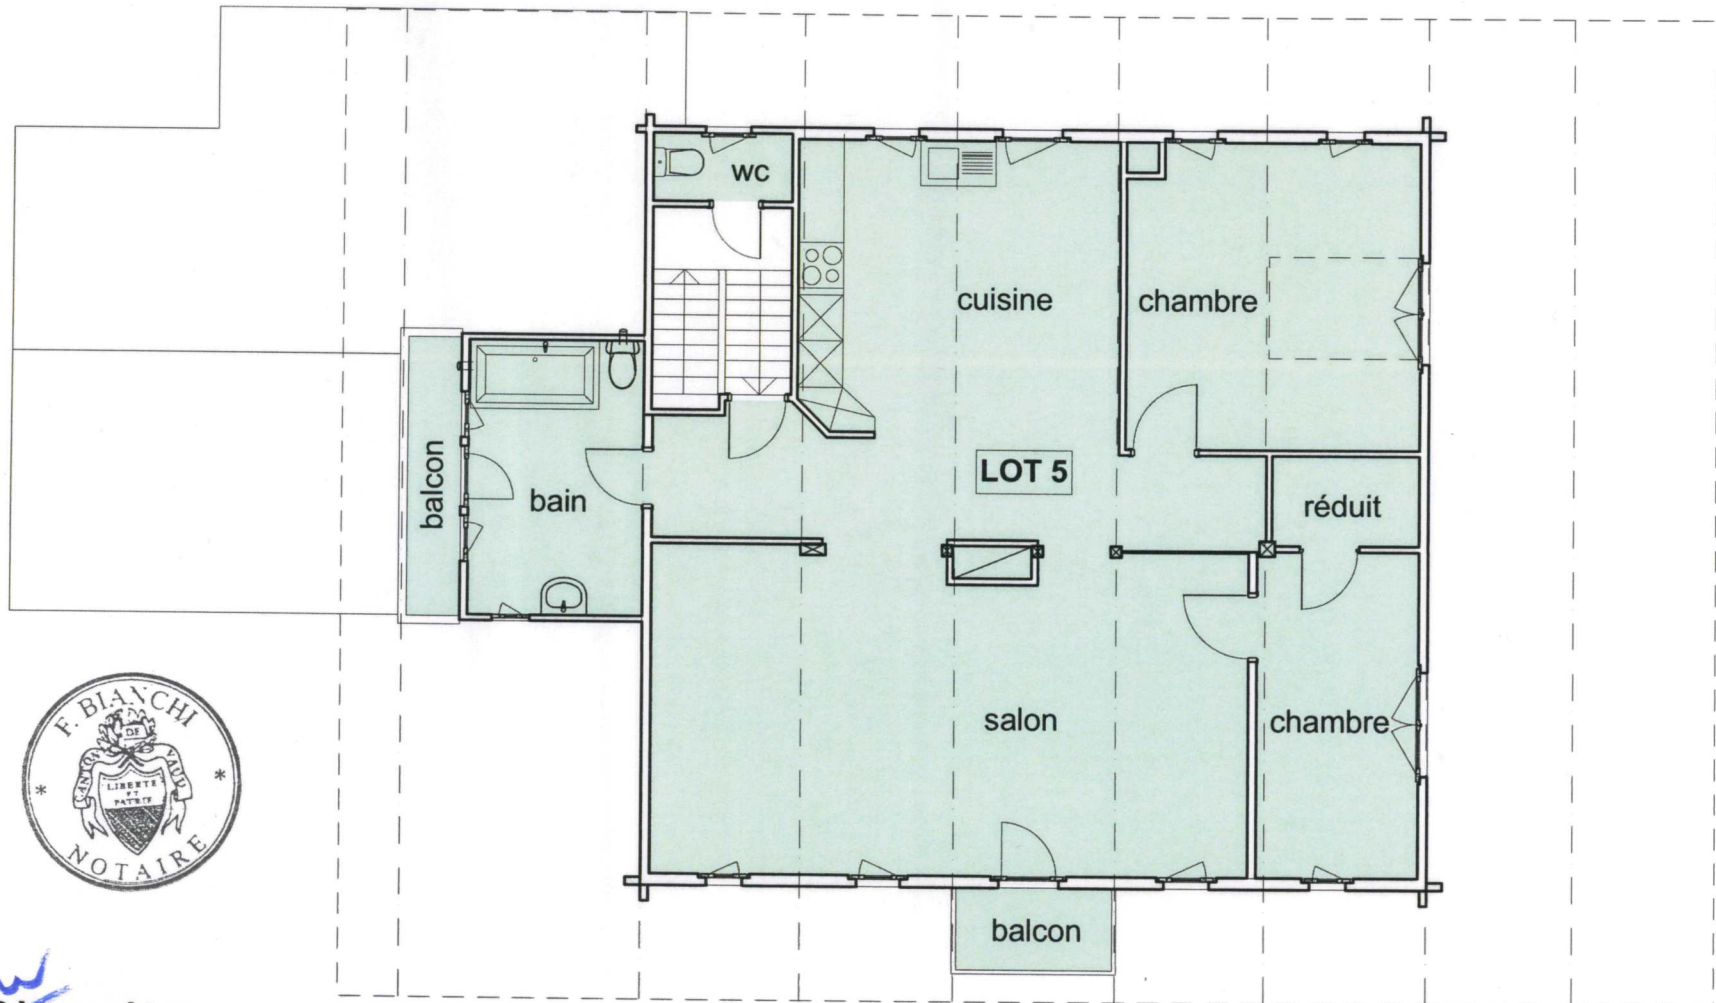 wc
cuisine
chambre
LOT 5
balcon
bain
réduit
salon
chambre
balcon
F. BIANCHI
DE
CANTON VAUD
LIBERTE
ET
PATRIE
* *
NOTAIRE